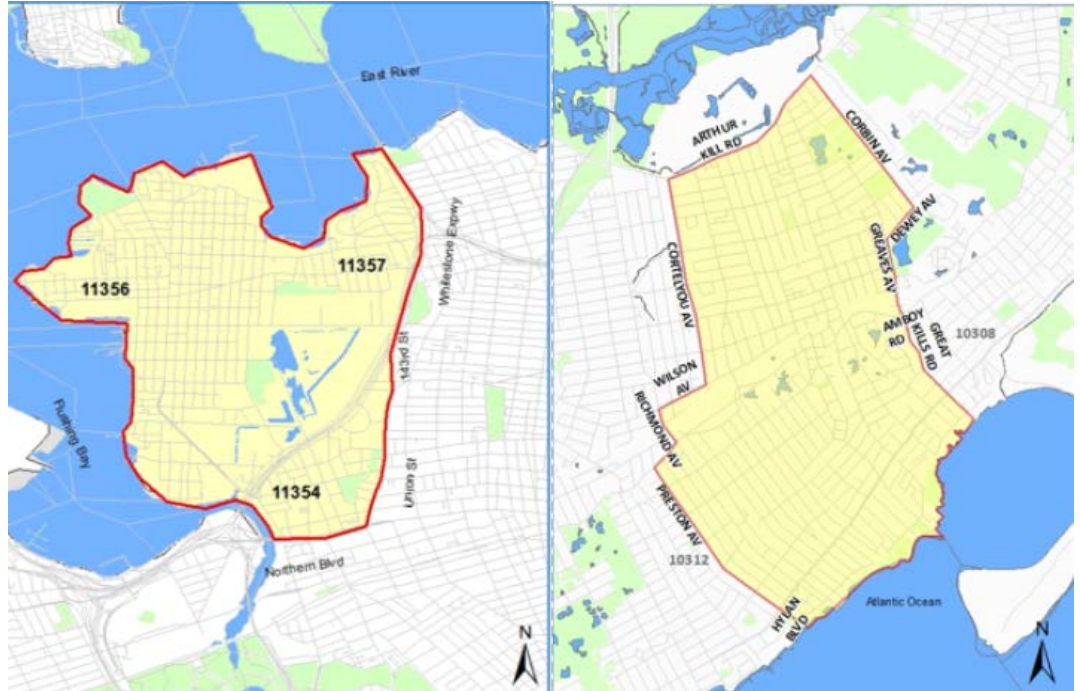 East River
11356
11357
Whitestone Expwy
143rd St
Flushing Bay
Union St
11354
Northern Blvd
N
ARTHUR
KILL RD
CORBIN AV
DEWEY AV
GREAVES AV
CORTELYOU AV
AMBOY
RD
GREAT
KILLS RD
10308
WILSON
AV
RICHMOND AV
PRESTON AV
10312
HYLAN
BLVD
Atlantic Ocean
N